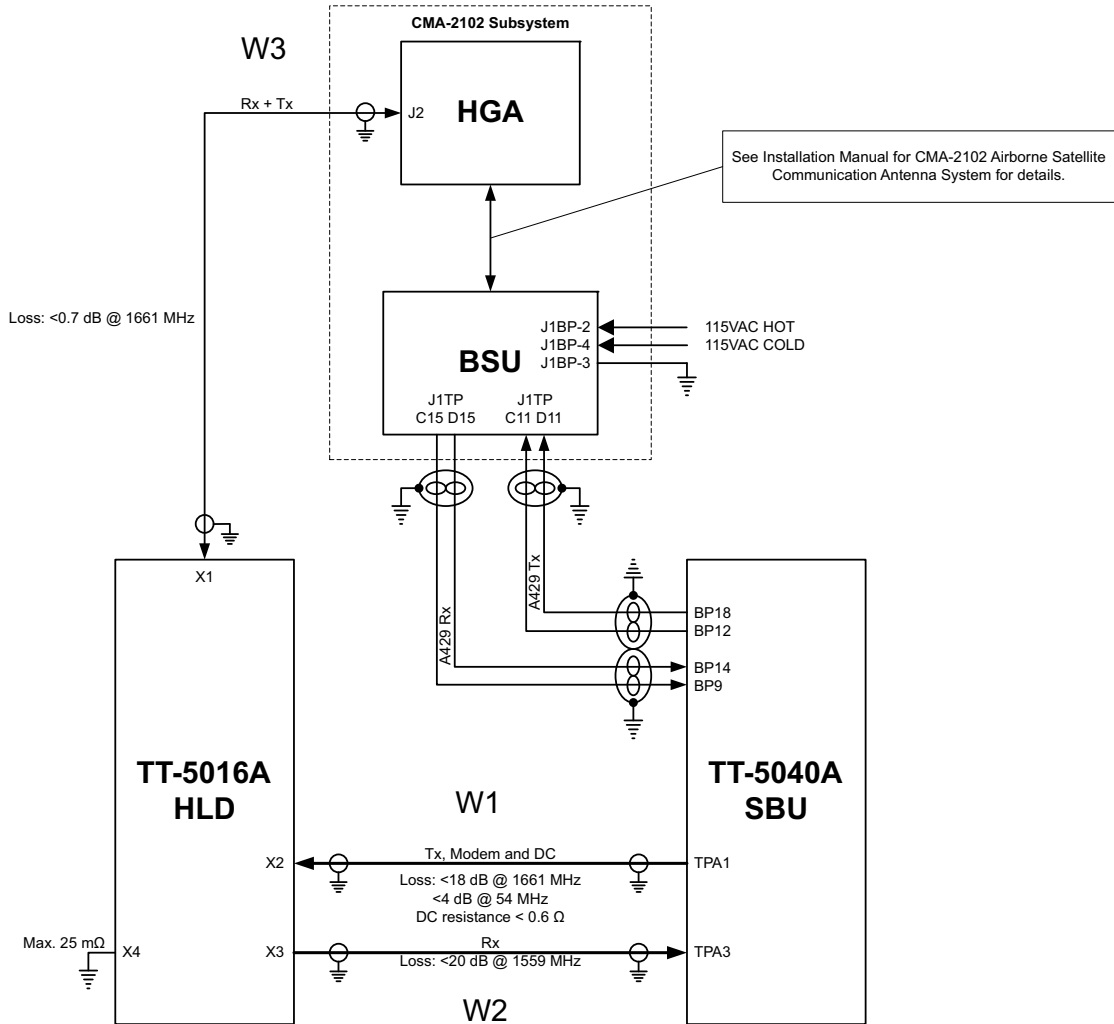 CMA-2102 Subsystem
W3
Rx + Tx
J2
HGA
See Installation Manual for CMA-2102 Airborne Satellite
Communication Antenna System for details.
Loss: <0.7 dB @ 1661 MHz
J1BP-2
115VAC HOT
J1BP-4
115VAC COLD
J1BP-3
BSU
J1TP
C15 D15
J1TP
C11 D11
X1
A429 Rx
A429 Tx
BP18
BP12
BP14
BP9
TT-5016A
HLD
TT-5040A
SBU
W1
X2
Tx, Modem and DC
TPA1
Loss: <18 dB @ 1661 MHz
<4 dB @ 54 MHz
DC resistance < 0.6 Ω
Max. 25 mΩ
X4
X3
Rx
TPA3
Loss: <20 dB @ 1559 MHz
W2